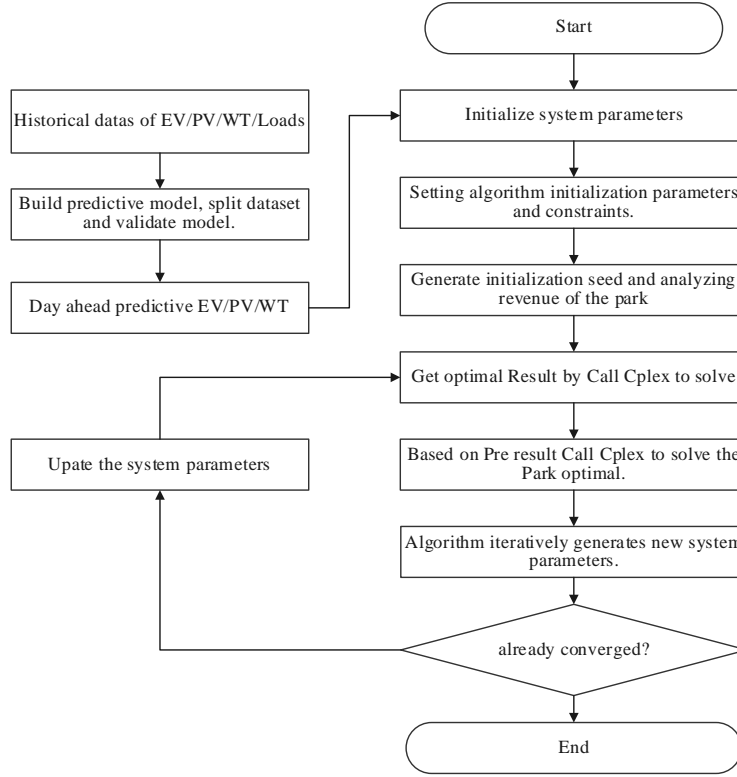 Start
Historical datas of EV/PV/WT/Loads
Initialize system parameters
Build predictive model, split dataset
and validate model.
Setting algorithm initialization parameters
and constraints.
Day ahead predictive EV/PV/WT
Generate initialization seed and analyzing
revenue of the park
Get optimal Result by Call Cplex to solve
Upate the system parameters
Based on Pre result Call Cplex to solve the
Park optimal.
Algorithm iteratively generates new system
parameters.
already converged?
End